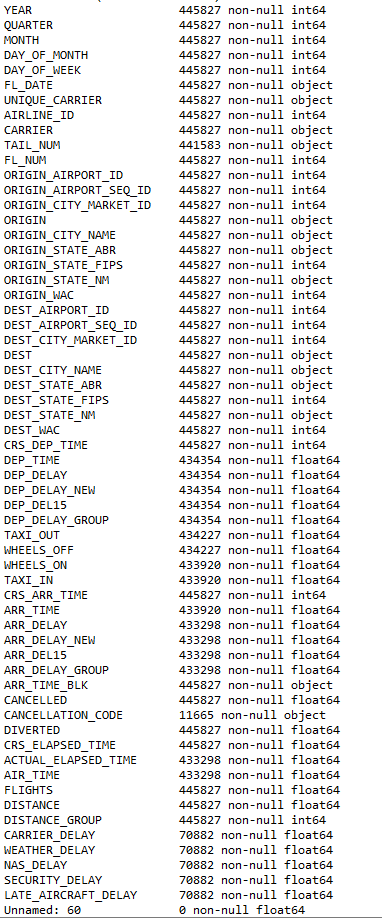 YEAR 445827 non-null int64
QUARTER 445827 non-null int64
MONTH 445827 non-null int64
DAY_OF_MONTH 445827 non-null int64
DAY_OF_WEEK 445827 non-null int64
FL_DATE 445827 non-null object
UNIQUE_CARRIER 445827 non-null object
AIRLINE_ID 445827 non-null int64
CARRIER 445827 non-null object
TAIL_NUM 441583 non-null object
FL_NUM 445827 non-null int64
ORIGIN_AIRPORT_ID 445827 non-null int64
ORIGIN_AIRPORT_SEQ_ID 445827 non-null int64
ORIGIN_CITY_MARKET_ID 445827 non-null int64
ORIGIN 445827 non-null object
ORIGIN_CITY_NAME 445827 non-null object
ORIGIN_STATE_ABR 445827 non-null object
ORIGIN_STATE_FIPS 445827 non-null int64
ORIGIN_STATE_NM 445827 non-null object
ORIGIN_WAC 445827 non-null int64
DEST_AIRPORT_ID 445827 non-null int64
DEST_AIRPORT_SEQ_ID 445827 non-null int64
DEST_CITY_MARKET_ID 445827 non-null int64
DEST 445827 non-null object
DEST_CITY_NAME 445827 non-null object
DEST_STATE_ABR 445827 non-null object
DEST_STATE_FIPS 445827 non-null int64
DEST_STATE_NM 445827 non-null object
DEST_WAC 445827 non-null int64
CRS_DEP_TIME 445827 non-null int64
DEP_TIME 434354 non-null float64
DEP_DELAY 434354 non-null float64
DEP_DELAY_NEW 434354 non-null float64
DEP_DEL15 434354 non-null float64
DEP_DELAY_GROUP 434354 non-null float64
TAXI_OUT 434227 non-null float64
WHEELS_OFF 434227 non-null float64
WHEELS_ON 433920 non-null float64
TAXI_IN 433920 non-null float64
CRS_ARR_TIME 445827 non-null int64
ARR_TIME 433920 non-null float64
ARR_DELAY 433298 non-null float64
ARR_DELAY_NEW 433298 non-null float64
ARR_DEL15 433298 non-null float64
ARR_DELAY_GROUP 433298 non-null float64
ARR_TIME_BLK 445827 non-null object
CANCELLED 445827 non-null float64
CANCELLATION_CODE 11665 non-null object
DIVERTED 445827 non-null float64
CRS_ELAPSED_TIME 445827 non-null float64
ACTUAL_ELAPSED_TIME 433298 non-null float64
AIR_TIME 433298 non-null float64
FLIGHTS 445827 non-null float64
DISTANCE 445827 non-null float64
DISTANCE_GROUP 445827 non-null int64
CARRIER_DELAY 70882 non-null float64
WEATHER_DELAY 70882 non-null float64
NAS_DELAY 70882 non-null float64
SECURITY_DELAY 70882 non-null float64
LATE_AIRCRAFT_DELAY 70882 non-null float64
Unnamed: 60 0 non-null float64